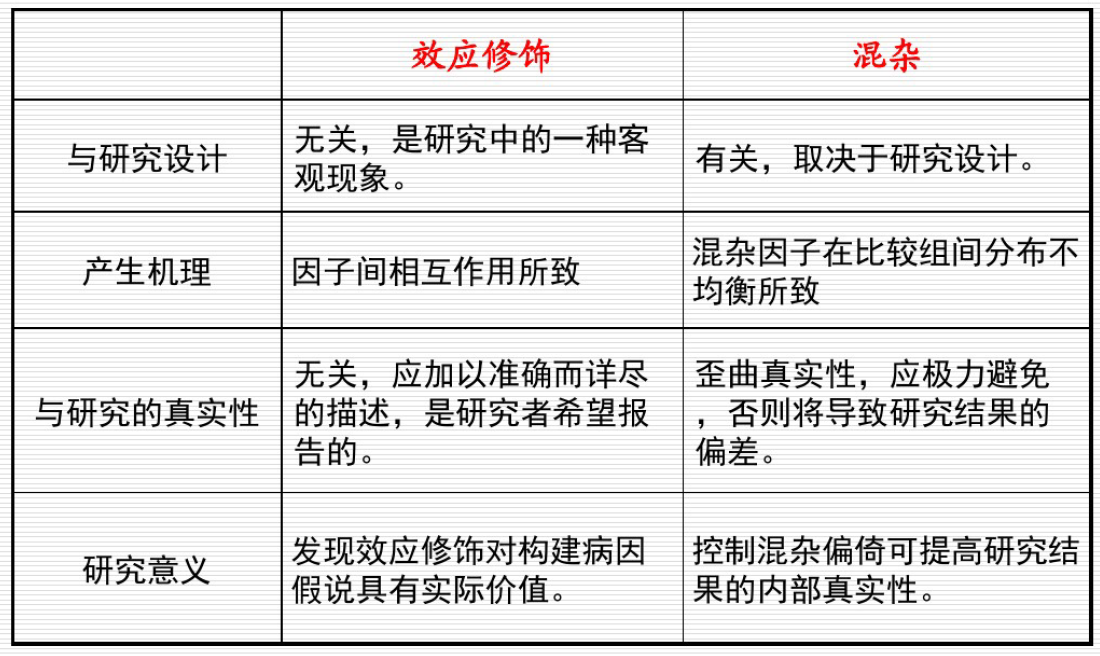 效应修饰
混杂
与研究设计
无关，是研究中的一种客
观现象。
有关，取决于研究设计。
产生机理
因子间相互作用所致
混杂因子在比较组间分布不
均衡所致
与研究的真实性
无关，应加以准确而详尽
的描述，是研究者希望报
告的。
歪曲真实性，应极力避免
，否则将导致研究结果的
偏差。
研究意义
发现效应修饰对构建病因
假说具有实际价值。
控制混杂偏倚可提高研究结
果的内部真实性。